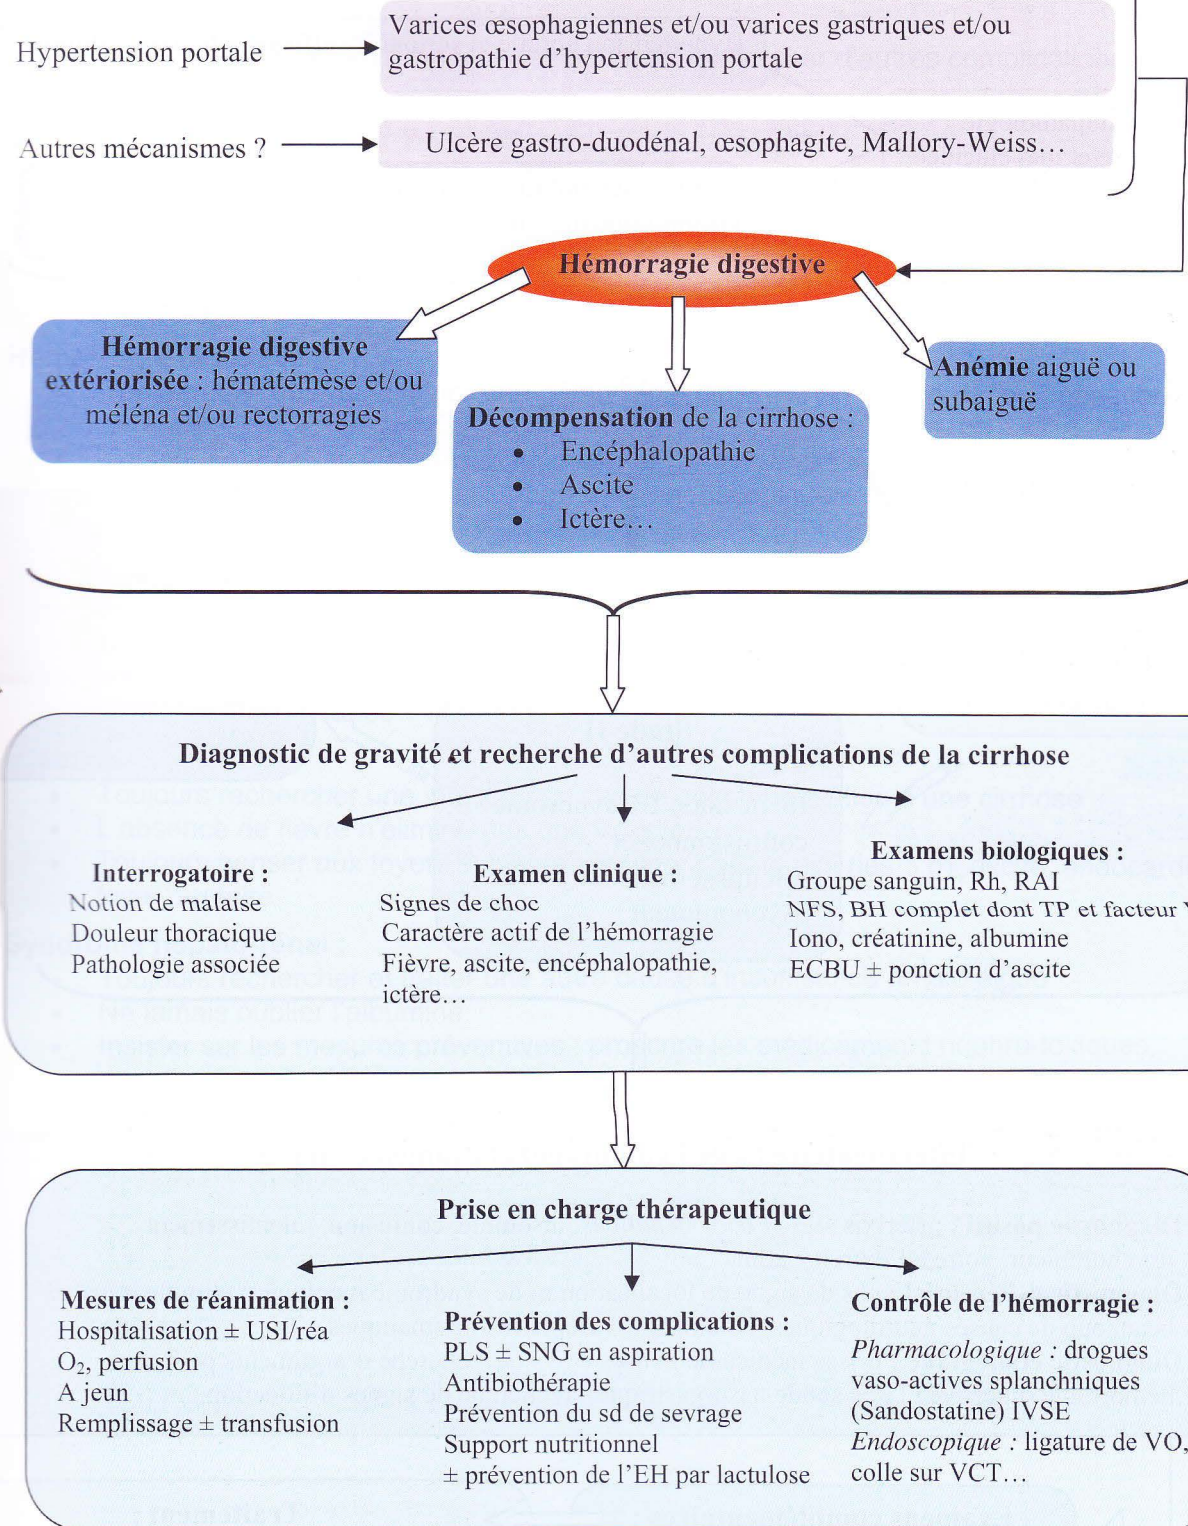 Hypertension portale
Varices œsophagiennes et/ou varices gastriques et/ou
gastropathie d'hypertension portale
Autres mécanismes ?
Ulcère gastro-duodénal, œsophagite, Mallory-Weiss…
Hémorragie digestive
Hémorragie digestive
extériorisée : hématémèse et/ou
méléna et/ou rectorragies
Décompensation de la cirrhose :
• Encéphalopathie
• Ascite
• Ictère…
Anémie aiguë ou
subaiguë
Diagnostic de gravité et recherche d'autres complications de la cirrhose
Interrogatoire :
Notion de malaise
Douleur thoracique
Pathologie associée
Examen clinique :
Signes de choc
Caractère actif de l'hémorragie
Fièvre, ascite, encéphalopathie,
ictère…
Examens biologiques :
Groupe sanguin, Rh, RAI
NFS, BH complet dont TP et facteur V
Iono, créatinine, albumine
ECBU ± ponction d'ascite
Prise en charge thérapeutique
Mesures de réanimation :
Hospitalisation ± USI/réa
O₂, perfusion
A jeun
Remplissage ± transfusion
Prévention des complications :
PLS ± SNG en aspiration
Antibiothérapie
Prévention du sd de sevrage
Support nutritionnel
± prévention de l'EH par lactulose
Contrôle de l'hémorragie :
Pharmacologique : drogues
vaso-actives splanchniques
(Sandostatine) IVSE
Endoscopique : ligature de VO,
colle sur VCT…